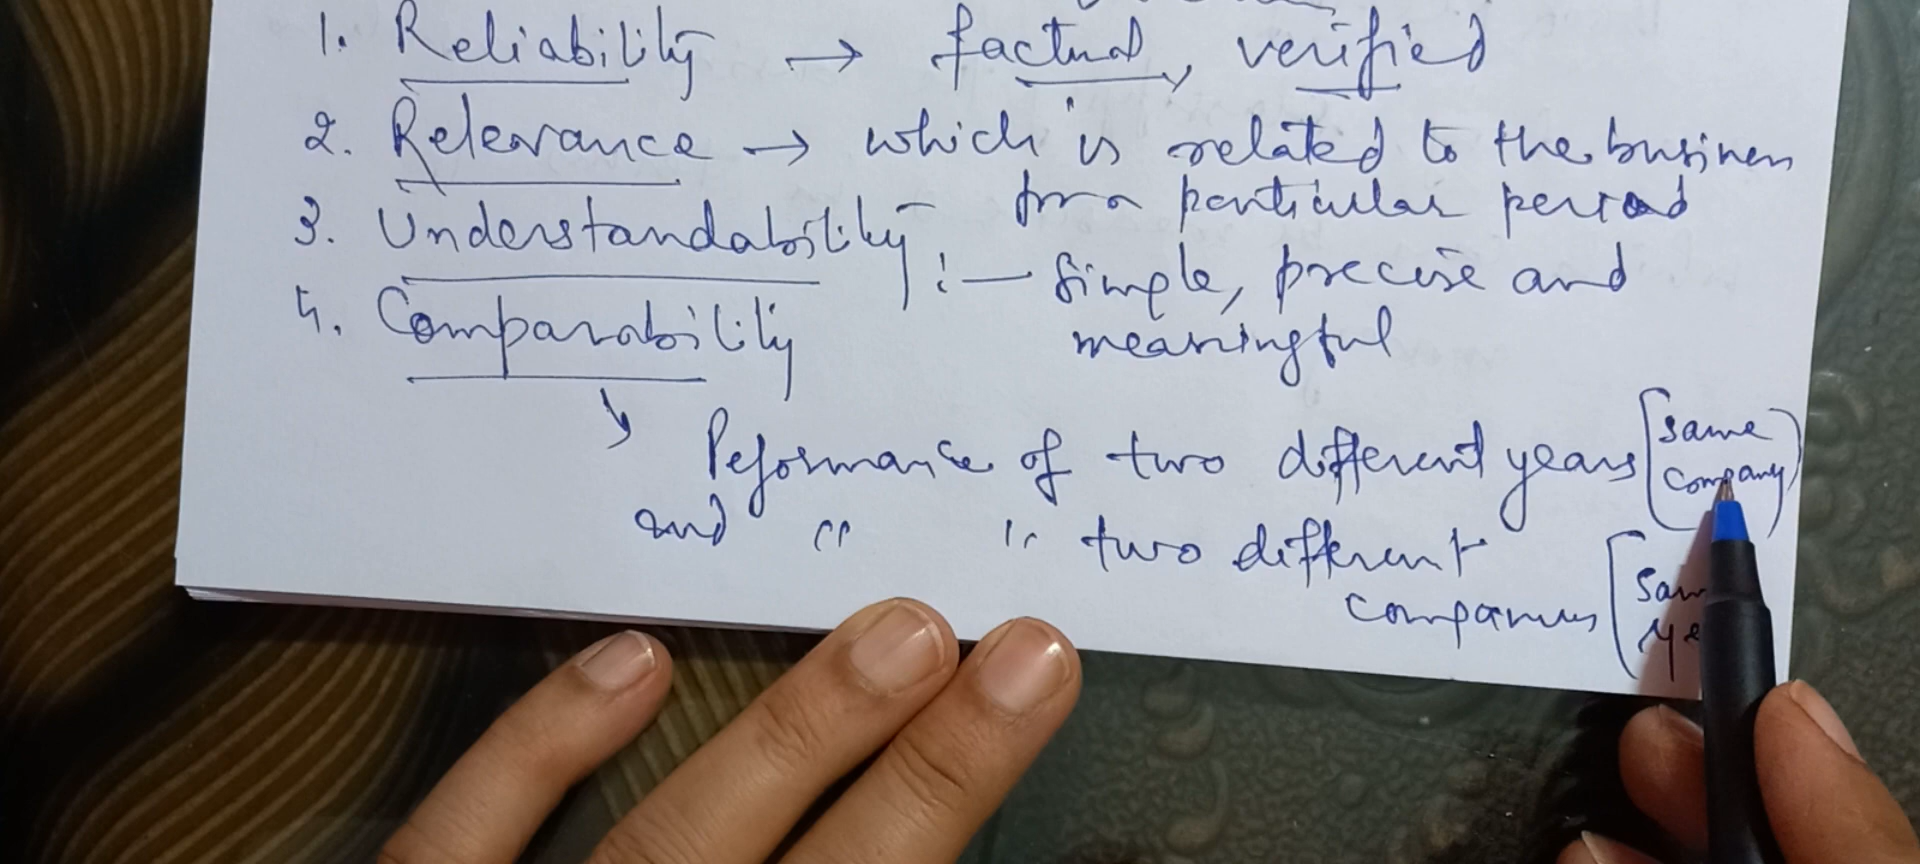 1. Reliability → factual, verified
2. Relevance → which is related to the business
for a particular period
3. Understandability :— Simple, precise and
meaningful
4. Comparability
↘ Peformance of two different years [same
company]
and " " two different
companies [